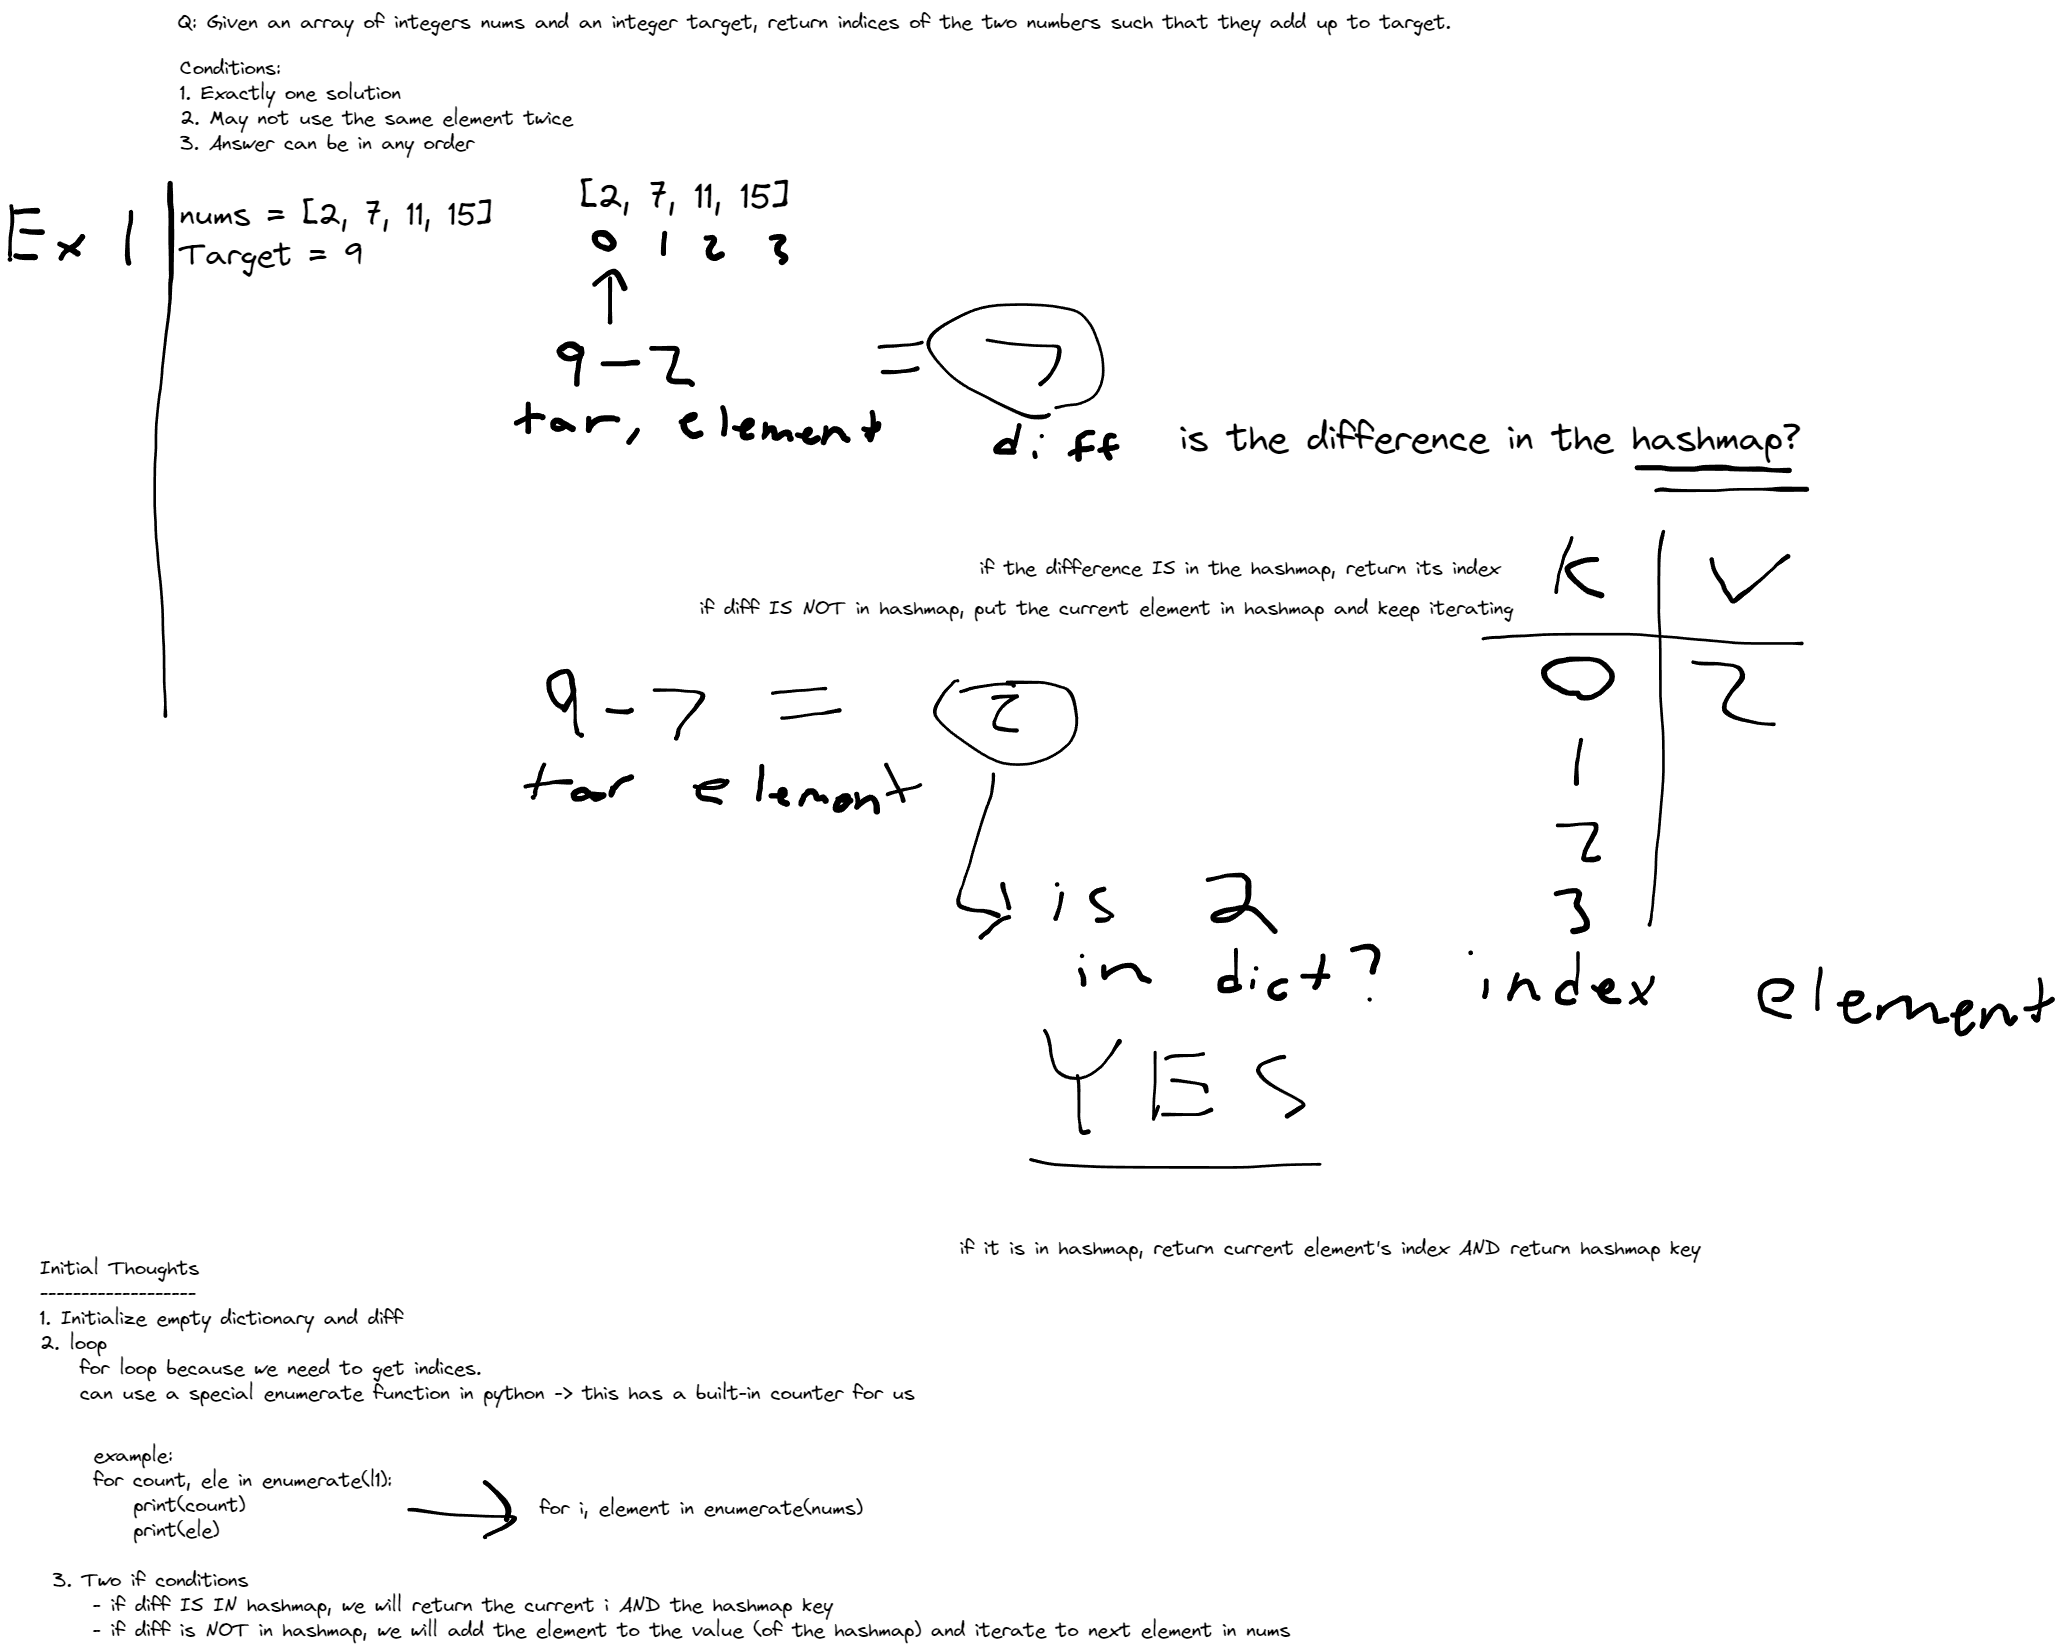 Q: Given an array of integers nums and an integer target, return indices of the two numbers such that they add up to target.
Conditions:
1. Exactly one solution
2. May not use the same element twice
3. Answer can be in any order
Ex 1
nums = [2, 7, 11, 15]
Target = 9
[2, 7, 11, 15]
0 1 2 3
9 - 2 = 7
tar, element diff
is the difference in the hashmap?
if the difference IS in the hashmap, return its index
if diff IS NOT in hashmap, put the current element in hashmap and keep iterating
K V
0 2
1
2
3
index element
9 - 7 = 2
tar element
is 2
in dict?
YES
if it is in hashmap, return current element's index AND return hashmap key
Initial Thoughts
-------------------
1. Initialize empty dictionary and diff
2. loop
for loop because we need to get indices.
can use a special enumerate function in python -> this has a built-in counter for us
example:
for count, ele in enumerate(l1):
print(count)
print(ele)
for i, element in enumerate(nums)
3. Two if conditions
- if diff IS IN hashmap, we will return the current i AND the hashmap key
- if diff is NOT in hashmap, we will add the element to the value (of the hashmap) and iterate to next element in nums